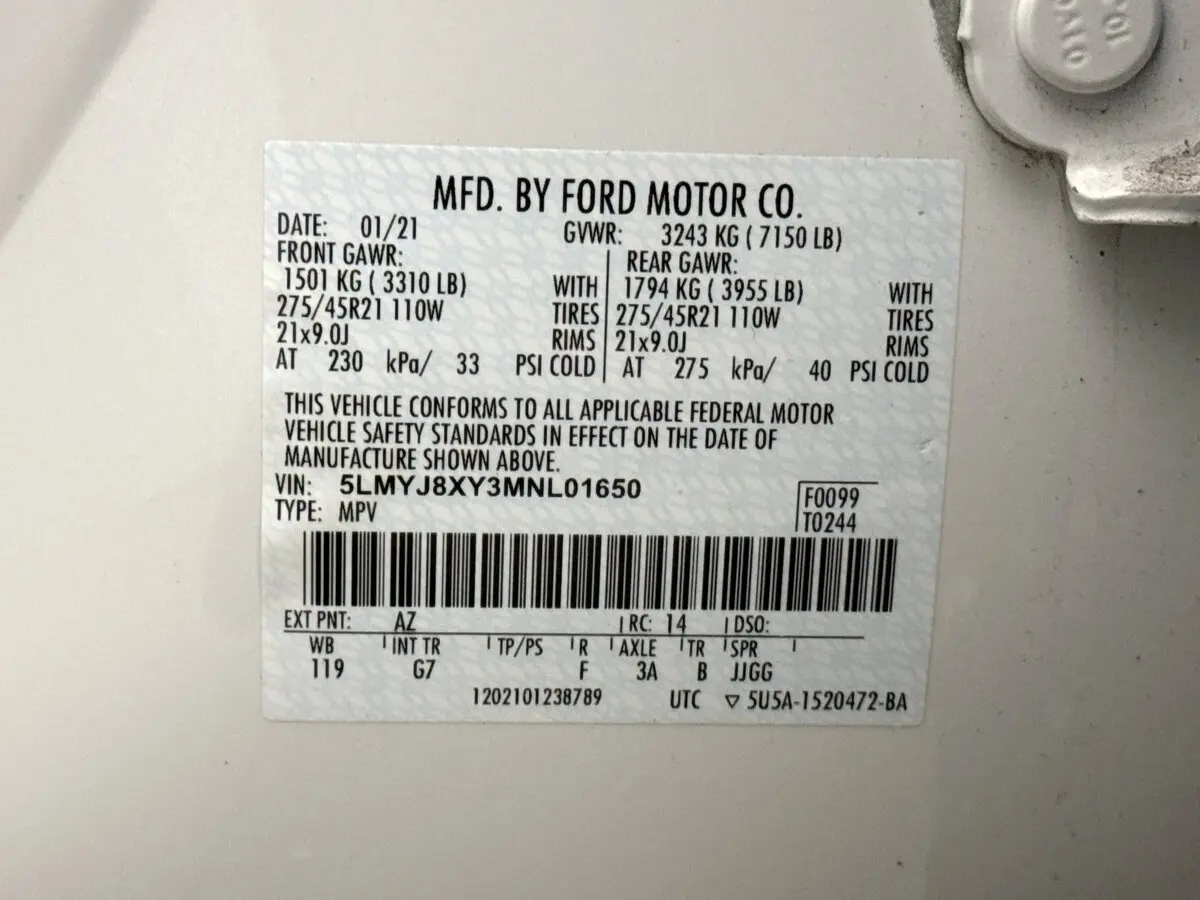 MFD. BY FORD MOTOR CO.
DATE: 01/21 GVWR: 3243 KG ( 7150 LB)
FRONT GAWR: REAR GAWR:
1501 KG ( 3310 LB) WITH 1794 KG ( 3955 LB) WITH
275/45R21 110W TIRES 275/45R21 110W TIRES
21x9.0J RIMS 21x9.0J RIMS
AT 230 kPa/ 33 PSI COLD AT 275 kPa/ 40 PSI COLD
THIS VEHICLE CONFORMS TO ALL APPLICABLE FEDERAL MOTOR
VEHICLE SAFETY STANDARDS IN EFFECT ON THE DATE OF
MANUFACTURE SHOWN ABOVE.
VIN: 5LMYJ8XY3MNL01650 F0099
TYPE: MPV T0244
EXT PNT: AZ RC: 14 DSO:
WB INT TR TP/PS R AXLE TR SPR
119 G7 F 3A B JJGG
1202101238789 UTC ▽ 5U5A-1520472-BA